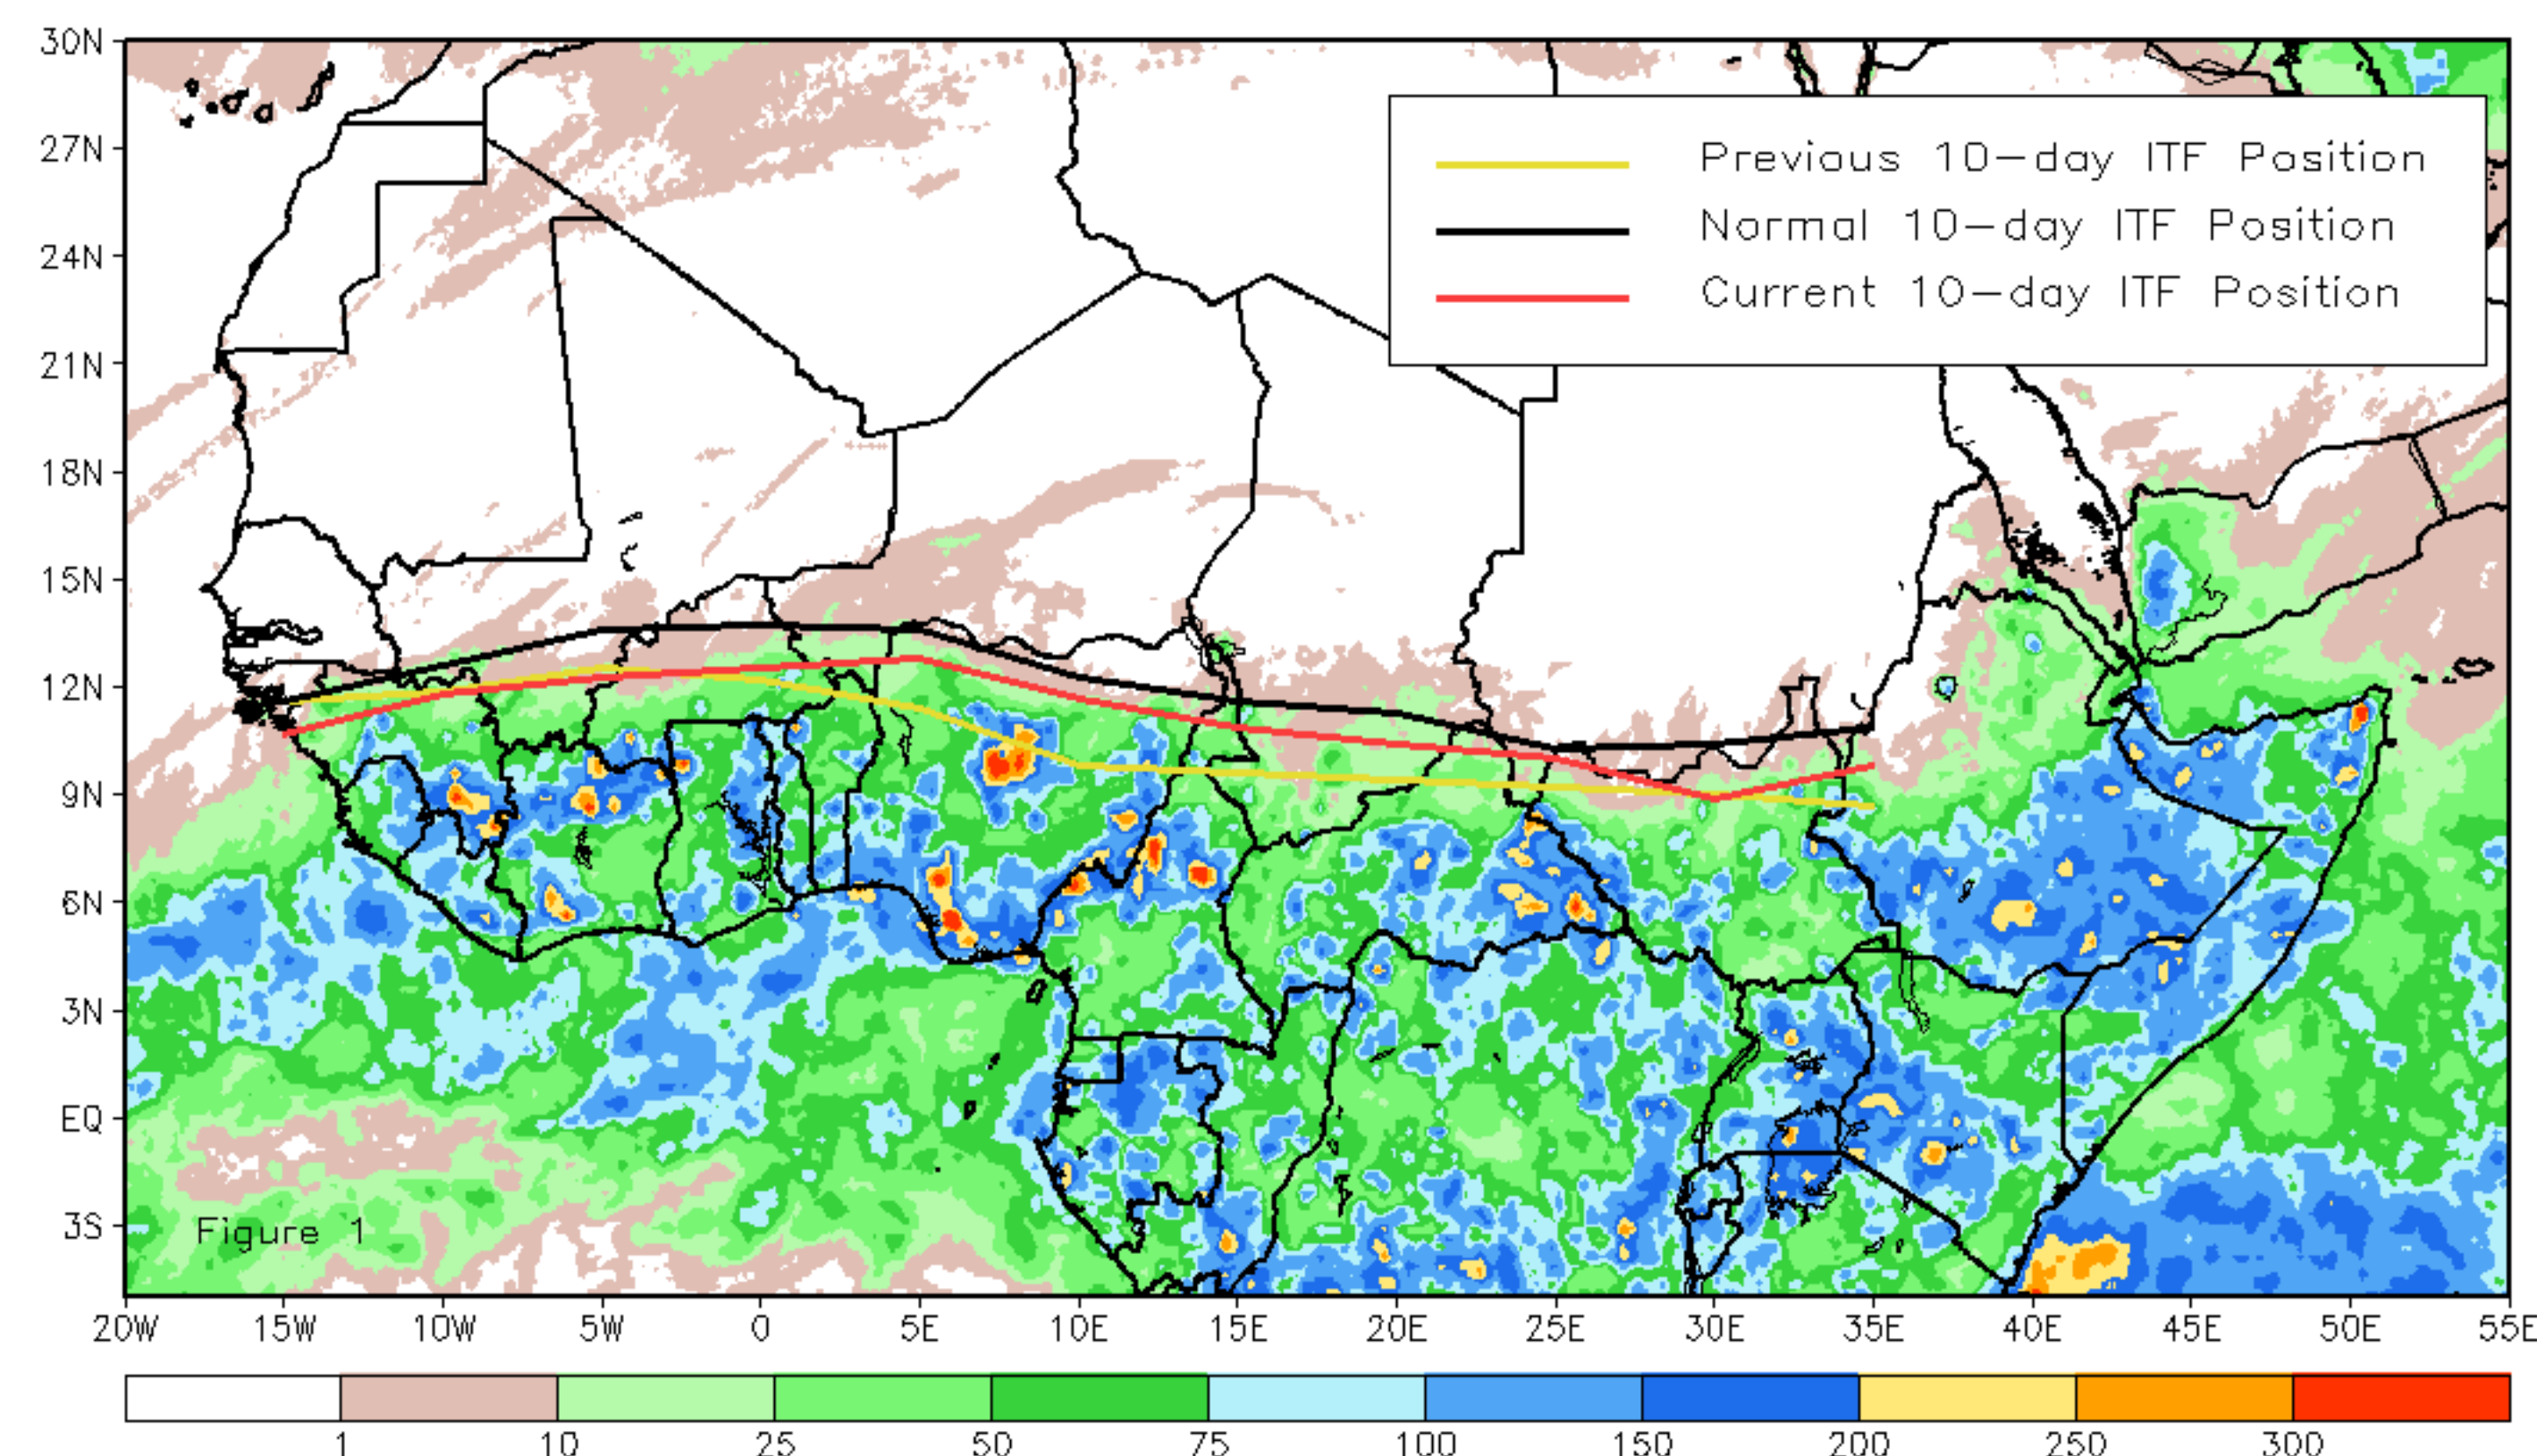 30N
27N
24N
21N
18N
15N
12N
9N
6N
3N
EQ
3S
Previous 10-day ITF Position
Normal 10-day ITF Position
Current 10-day ITF Position
Figure 1
20W 15W 10W 5W 0 5E 10E 15E 20E 25E 30E 35E 40E 45E 50E 55E
1 10 25 50 75 100 150 200 250 300